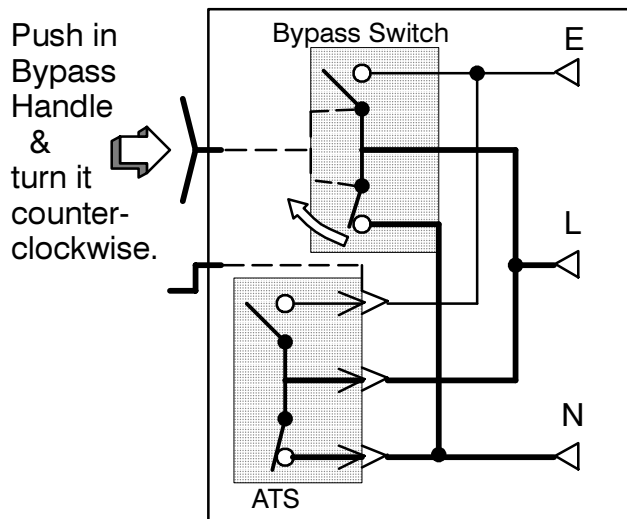 Push in
Bypass
Handle
&
turn it
counter-
clockwise.
Bypass Switch
E
L
N
ATS